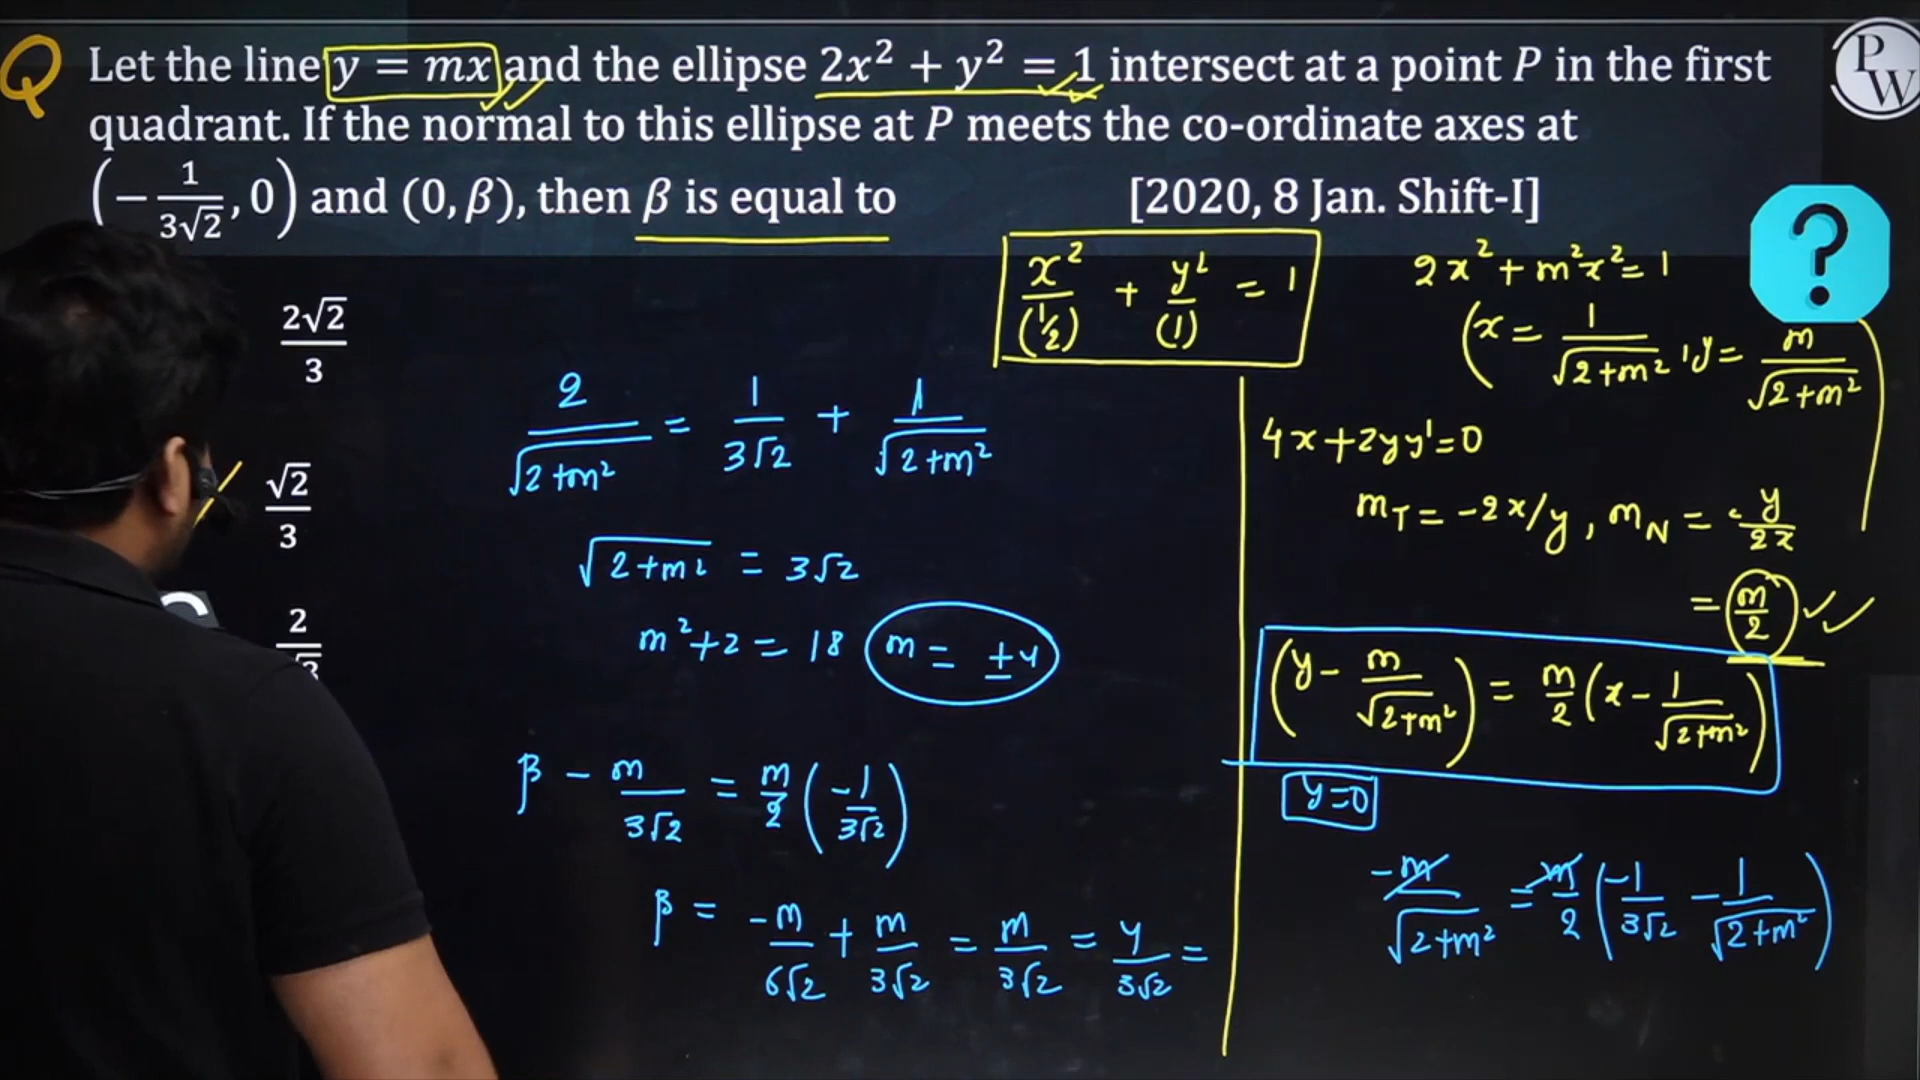 Q Let the line y = mx and the ellipse 2x² + y² = 1 intersect at a point P in the first
quadrant. If the normal to this ellipse at P meets the co-ordinate axes at
(-1/(3√2), 0) and (0, β), then β is equal to [2020, 8 Jan. Shift-I]
PW
?
2√2/3
√2/3
2/√3
x²/(1/2) + y²/(1) = 1
2x² + m²x² = 1
(x = 1/√(2+m²), y = m/√(2+m²))
4x + 2yy' = 0
m_T = -2x/y, m_N = y/2x
= m/2
(y - m/√(2+m²)) = m/2 (x - 1/√(2+m²))
y=0
-m/√(2+m²) = m/2 (-1/3√2 - 1/√(2+m²))
2/√(2+m²) = 1/3√2 + 1/√(2+m²)
√(2+m²) = 3√2
m² + 2 = 18 m = ±4
β - m/3√2 = m/2 (-1/3√2)
β = -m/6√2 + m/3√2 = m/3√2 = 4/3√2 =